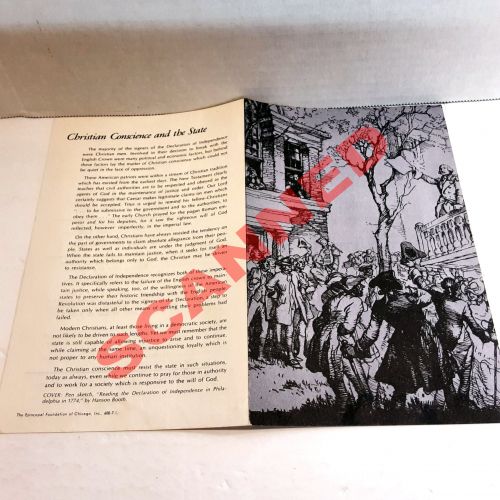 Christian Conscience and the State
The majority of the signers of the Declaration of Independence
were Christian men. Involved in their decision to break with the
English Crown were many political and economic factors, but behind
these factors lay the matter of Christian conscience which could not
be quiet in the face of oppression.
These American patriots were within a stream of Christian tradition
which has moved from the earliest days. The New Testament clearly
teaches that civil authorities are to be respected and obeyed as the
agents of God in the maintenance of justice and order. Our Lord
certainly suggests that Caesar makes legitimate claims on men which
should be accepted. Titus is urged to remind his fellow-Christians
to be submissive to the government and to the authorities, to
obey them The early Church prayed for the pagan Roman em-
peror and for his deputies, for it saw the righteous will of God
reflected, however imperfectly, in the imperial law.
On the other hand, Christians have always resisted the tendency on
the part of governments to claim absolute allegiance from their peo-
ple. States as well as individuals are under the judgment of God.
When the state fails to maintain justice, when it seeks for itself an
authority which belongs only to God, the Christian may be driven
to resistance.
The Declaration of Independence recognizes both of these impera-
tives. It specifically refers to the failure of the English crown to main-
tain justice, while speaking, too, of the willingness of the American
states to preserve their historic friendship with the English people.
Revolution was distasteful to the signers of the Declaration, a step to
be taken only when all other means of solving their problems had
failed.
Modern Christians, at least those living in a democratic society, are
not likely to be driven to such lengths. Yet we must remember that the
state is still capable of allowing injustice to arise and to continue,
while claiming at the same time, an unquestioning loyalty which is
not proper to any human institution.
The Christian conscience must resist the state in such situations,
today as always, even while we continue to pray for those in authority
and to work for a society which is responsive to the will of God.
COVER: Pen sketch, "Reading the Declaration of Independence in Phila-
delphia in 1774," by Hanson Booth.
The Episcopal Foundation of Chicago, Inc.
SCANNED